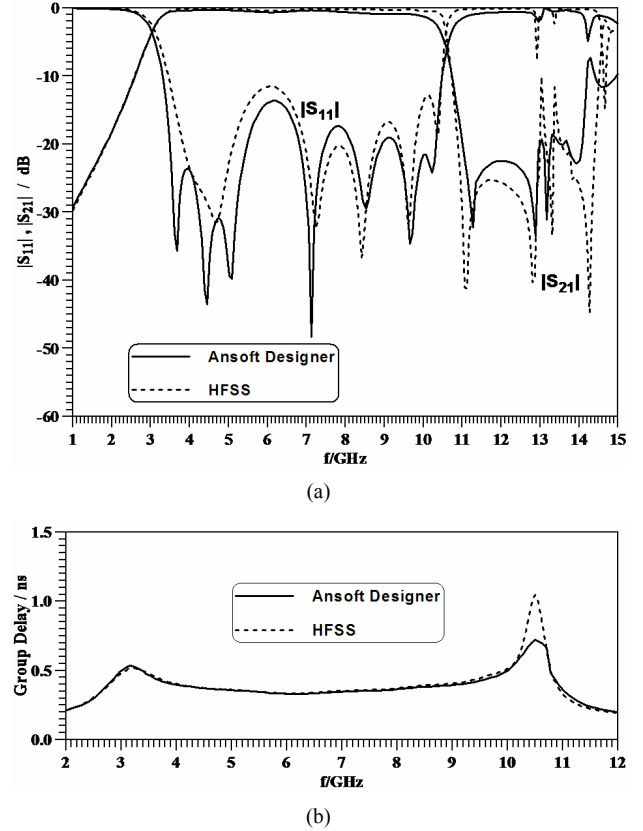 0
-10
-20
-30
-40
-50
-60
|S11| , |S21| / dB
|S11|
|S21|
Ansoft Designer
HFSS
1 2 3 4 5 6 7 8 9 10 11 12 13 14 15
f/GHz
(a)
1.5
1.0
0.5
0.0
Group Delay / ns
Ansoft Designer
HFSS
2 3 4 5 6 7 8 9 10 11 12
f/GHz
(b)